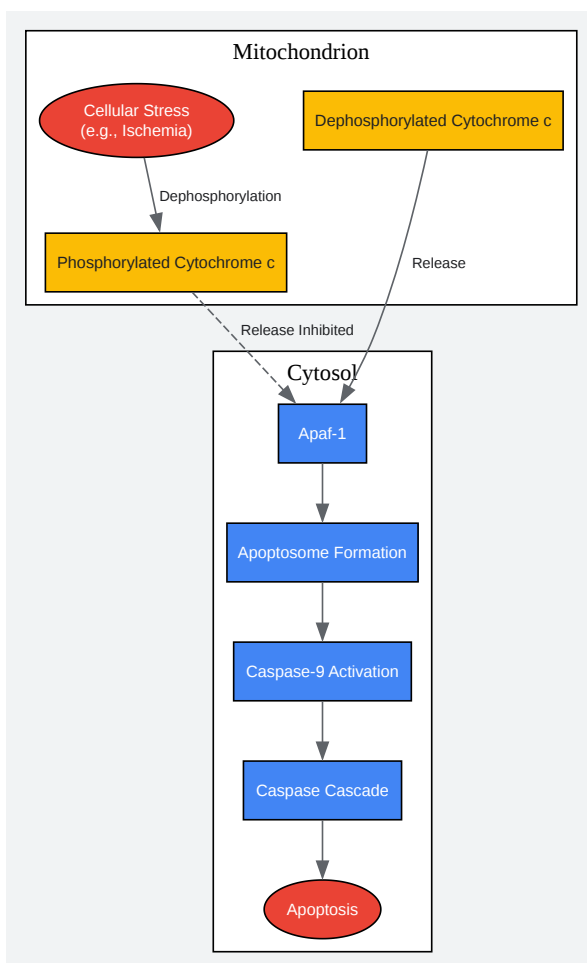 Mitochondrion
Cellular Stress
(e.g., Ischemia)
Dephosphorylated Cytochrome c
Dephosphorylation
Phosphorylated Cytochrome c
Release
Release Inhibited
Cytosol
Apaf-1
Apoptosome Formation
Caspase-9 Activation
Caspase Cascade
Apoptosis